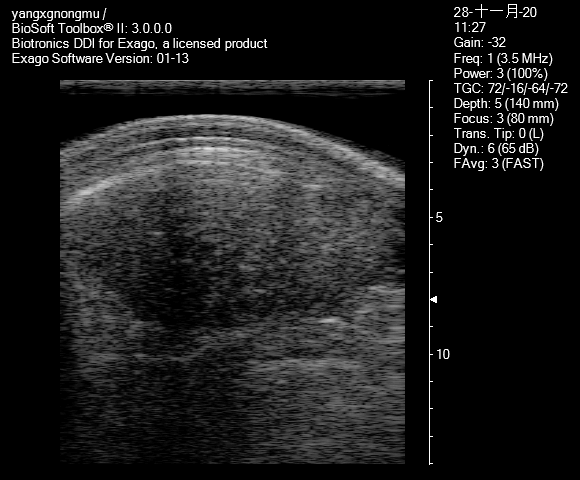 yangxgnongmu /
BioSoft Toolbox® II: 3.0.0.0
Biotronics DDI for Exago, a licensed product
Exago Software Version: 01-13
28-十一月-20
11:27
Gain: -32
Freq: 1 (3.5 MHz)
Power: 3 (100%)
TGC: 72/-16/-64/-72
Depth: 5 (140 mm)
Focus: 3 (80 mm)
Trans. Tip: 0 (L)
Dyn.: 6 (65 dB)
FAvg: 3 (FAST)
5
10